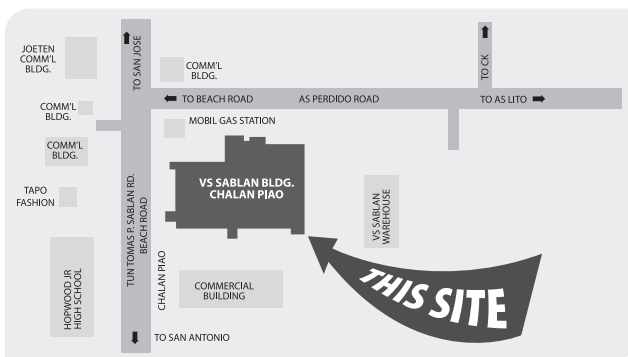 JOETEN
COMM'L
BLDG.
TO SAN JOSE
COMM'L
BLDG.
TO CK
TO BEACH ROAD
AS PERDIDO ROAD
TO AS LITO
COMM'L
BLDG.
MOBIL GAS STATION
COMM'L
BLDG.
VS SABLAN BLDG.
CHALAN PIAO
TAPO
FASHION
TUN TOMAS P. SABLAN RD.
BEACH ROAD
VS SABLAN
WAREHOUSE
HOPWOOD JR
HIGH SCHOOL
CHALAN PIAO
COMMERCIAL
BUILDING
THIS SITE
TO SAN ANTONIO